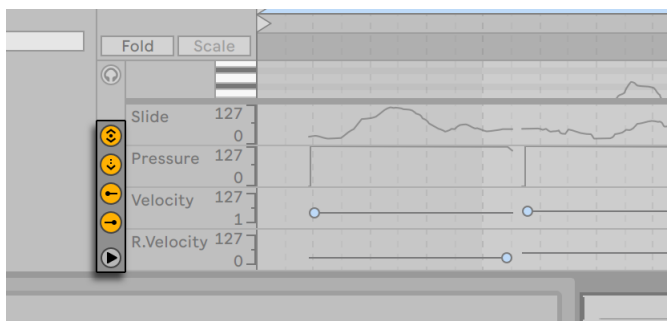 Fold Scale
Slide 127
0
Pressure 127
0
Velocity 127
1
R.Velocity 127
0